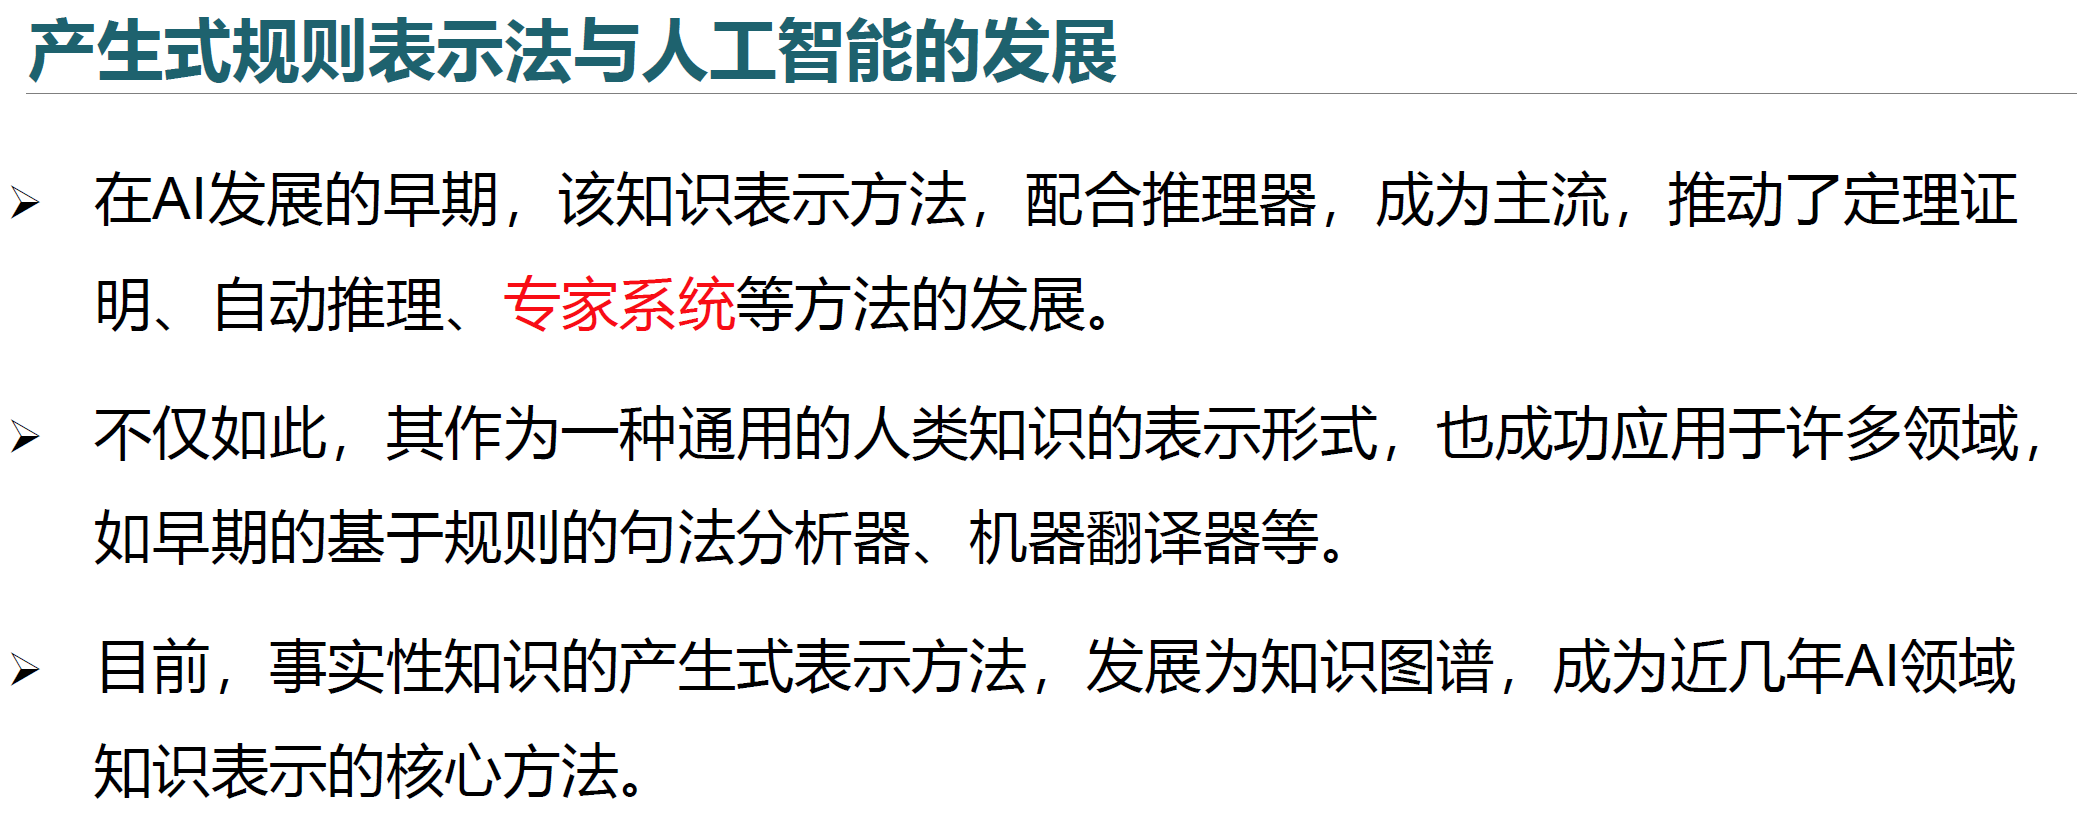 产生式规则表示法与人工智能的发展
➢ 在AI发展的早期，该知识表示方法，配合推理器，成为主流，推动了定理证
明、自动推理、专家系统等方法的发展。
➢ 不仅如此，其作为一种通用的人类知识的表示形式，也成功应用于许多领域，
如早期的基于规则的句法分析器、机器翻译器等。
➢ 目前，事实性知识的产生式表示方法，发展为知识图谱，成为近几年AI领域
知识表示的核心方法。